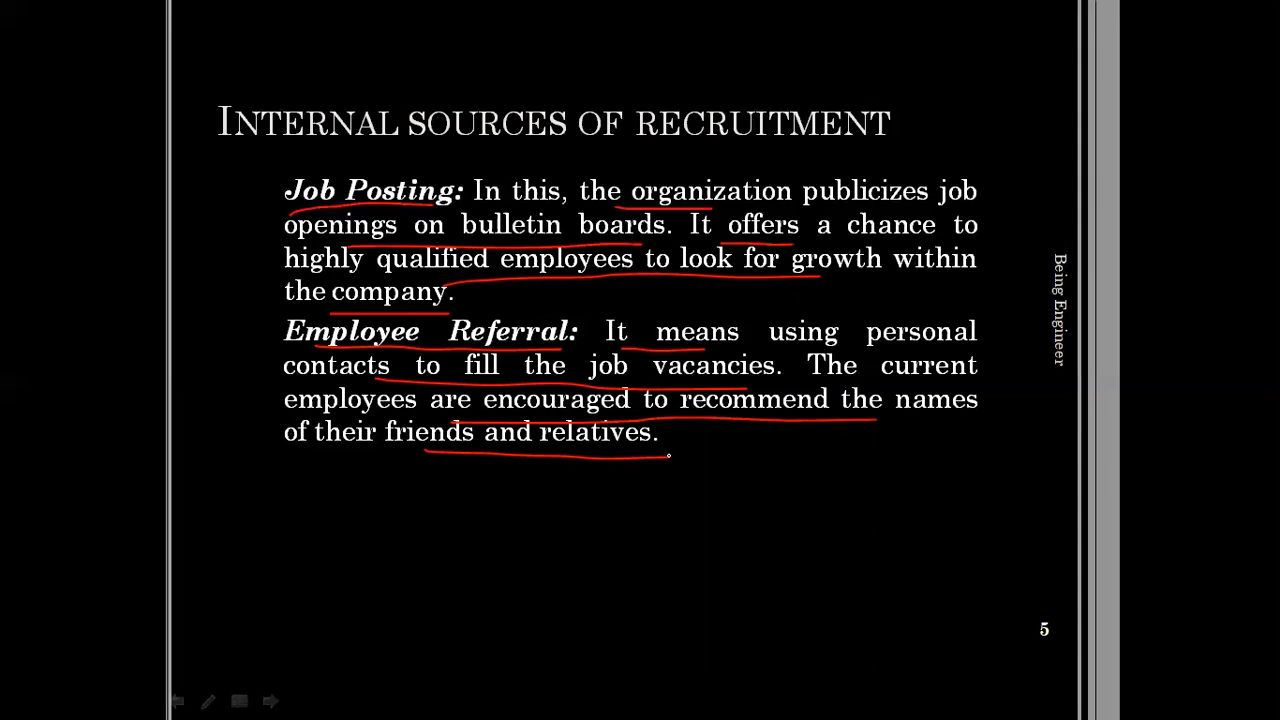 INTERNAL SOURCES OF RECRUITMENT
Job Posting: In this, the organization publicizes job
openings on bulletin boards. It offers a chance to
highly qualified employees to look for growth within
the company.
Employee Referral: It means using personal
contacts to fill the job vacancies. The current
employees are encouraged to recommend the names
of their friends and relatives.
Being Engineer
5